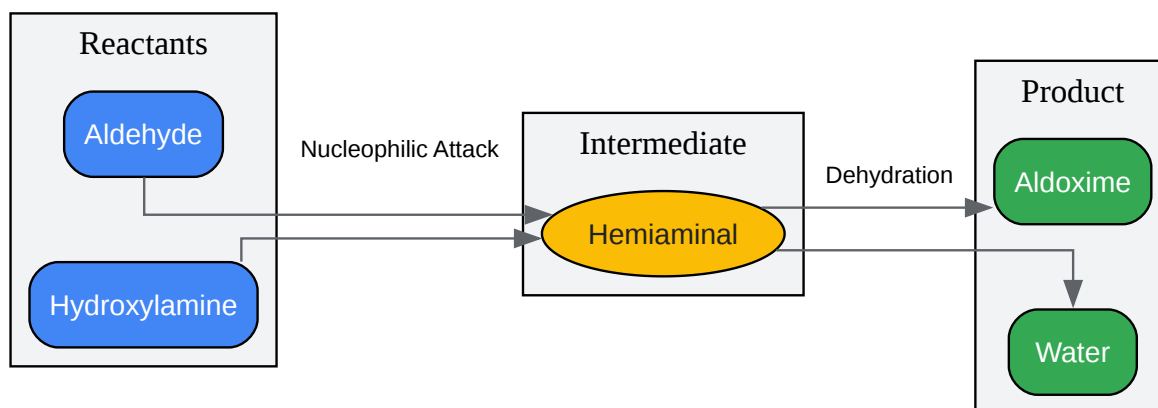 Reactants
Aldehyde
Hydroxylamine
Nucleophilic Attack
Intermediate
Hemiaminal
Dehydration
Product
Aldoxime
Water